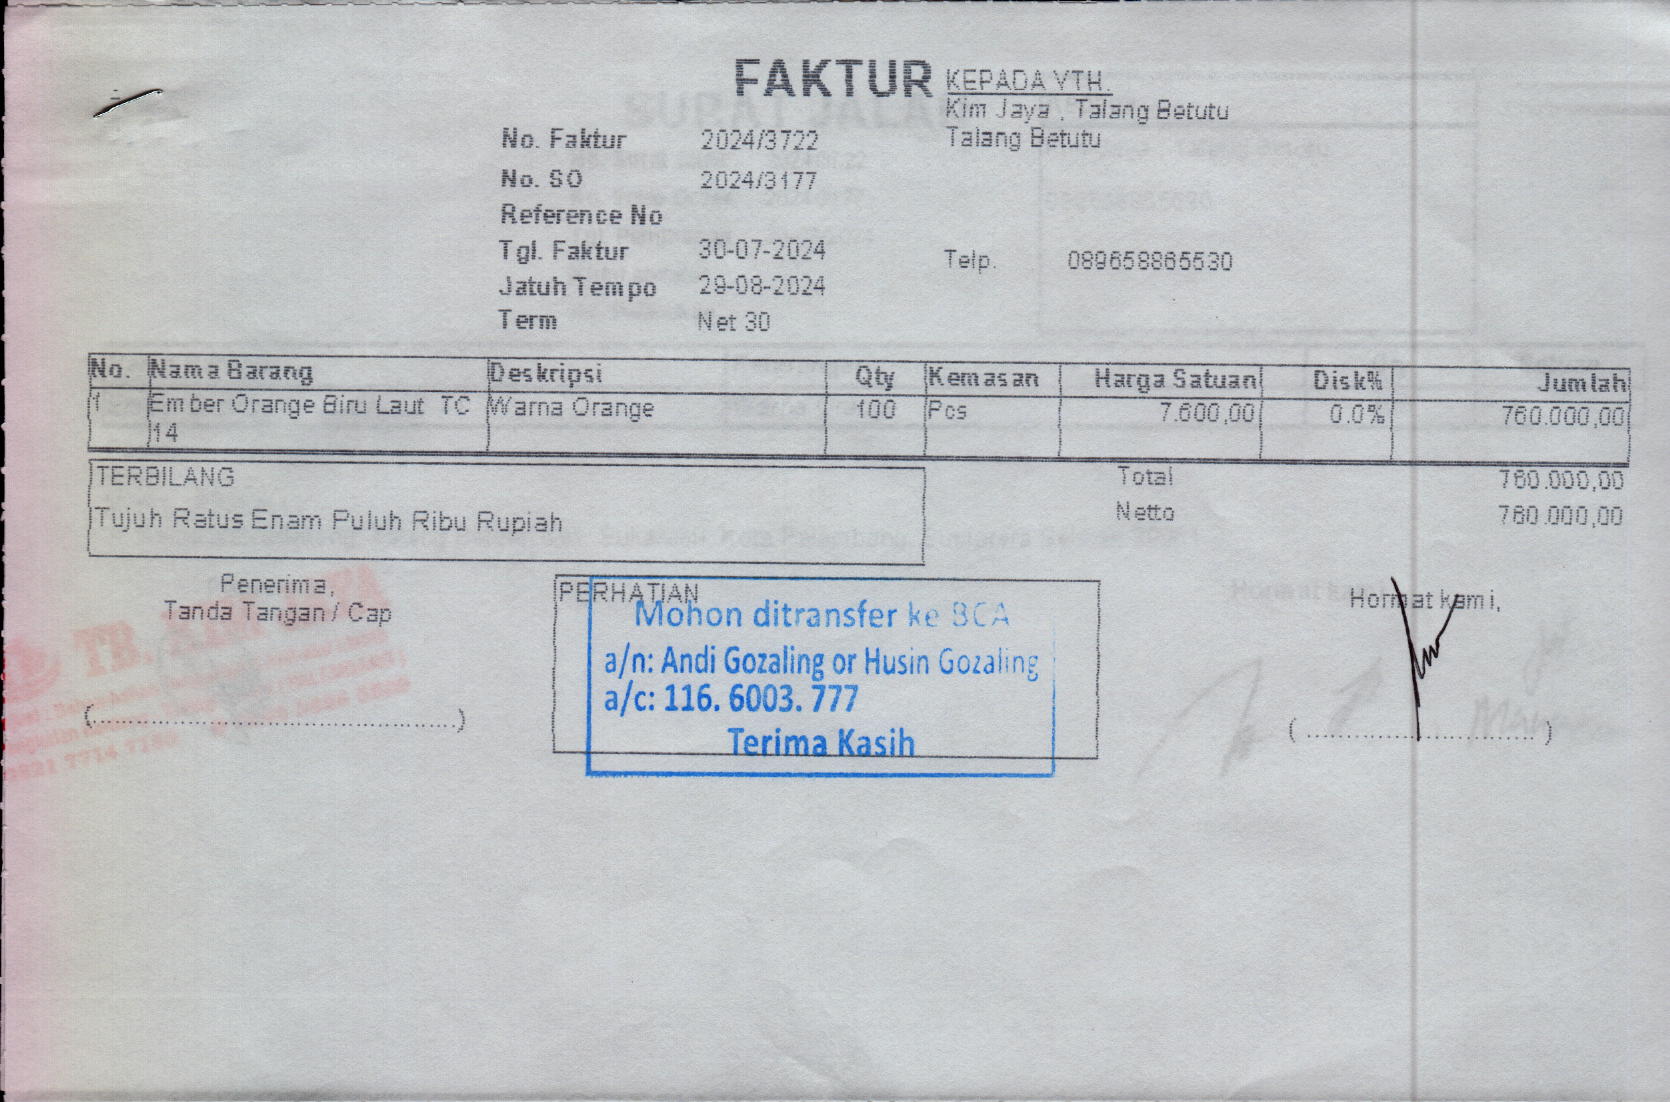 FAKTUR
KEPADA YTH.
Kim Jaya , Talang Betutu
Talang Betutu
No. Faktur 2024/3722
No. SO 2024/3177
Reference No
Tgl. Faktur 30-07-2024
Telp. 089658865530
Jatuh Tempo 29-08-2024
Term Net 30
No. Nama Barang Deskripsi Qty Kemasan Harga Satuan Disk% Jumlah
1 Ember Orange Biru Laut TC Warna Orange 100 Pcs 7.600,00 0.0% 760.000,00
14
TERBILANG
Tujuh Ratus Enam Puluh Ribu Rupiah
Total 760.000,00
Netto 760.000,00
Penerima,
Tanda Tangan / Cap
(........................................................)
PERHATIAN
Mohon ditransfer ke BCA
a/n: Andi Gozaling or Husin Gozaling
a/c: 116. 6003. 777
Terima Kasih
Hormat kami,
( ................................... )
TB.